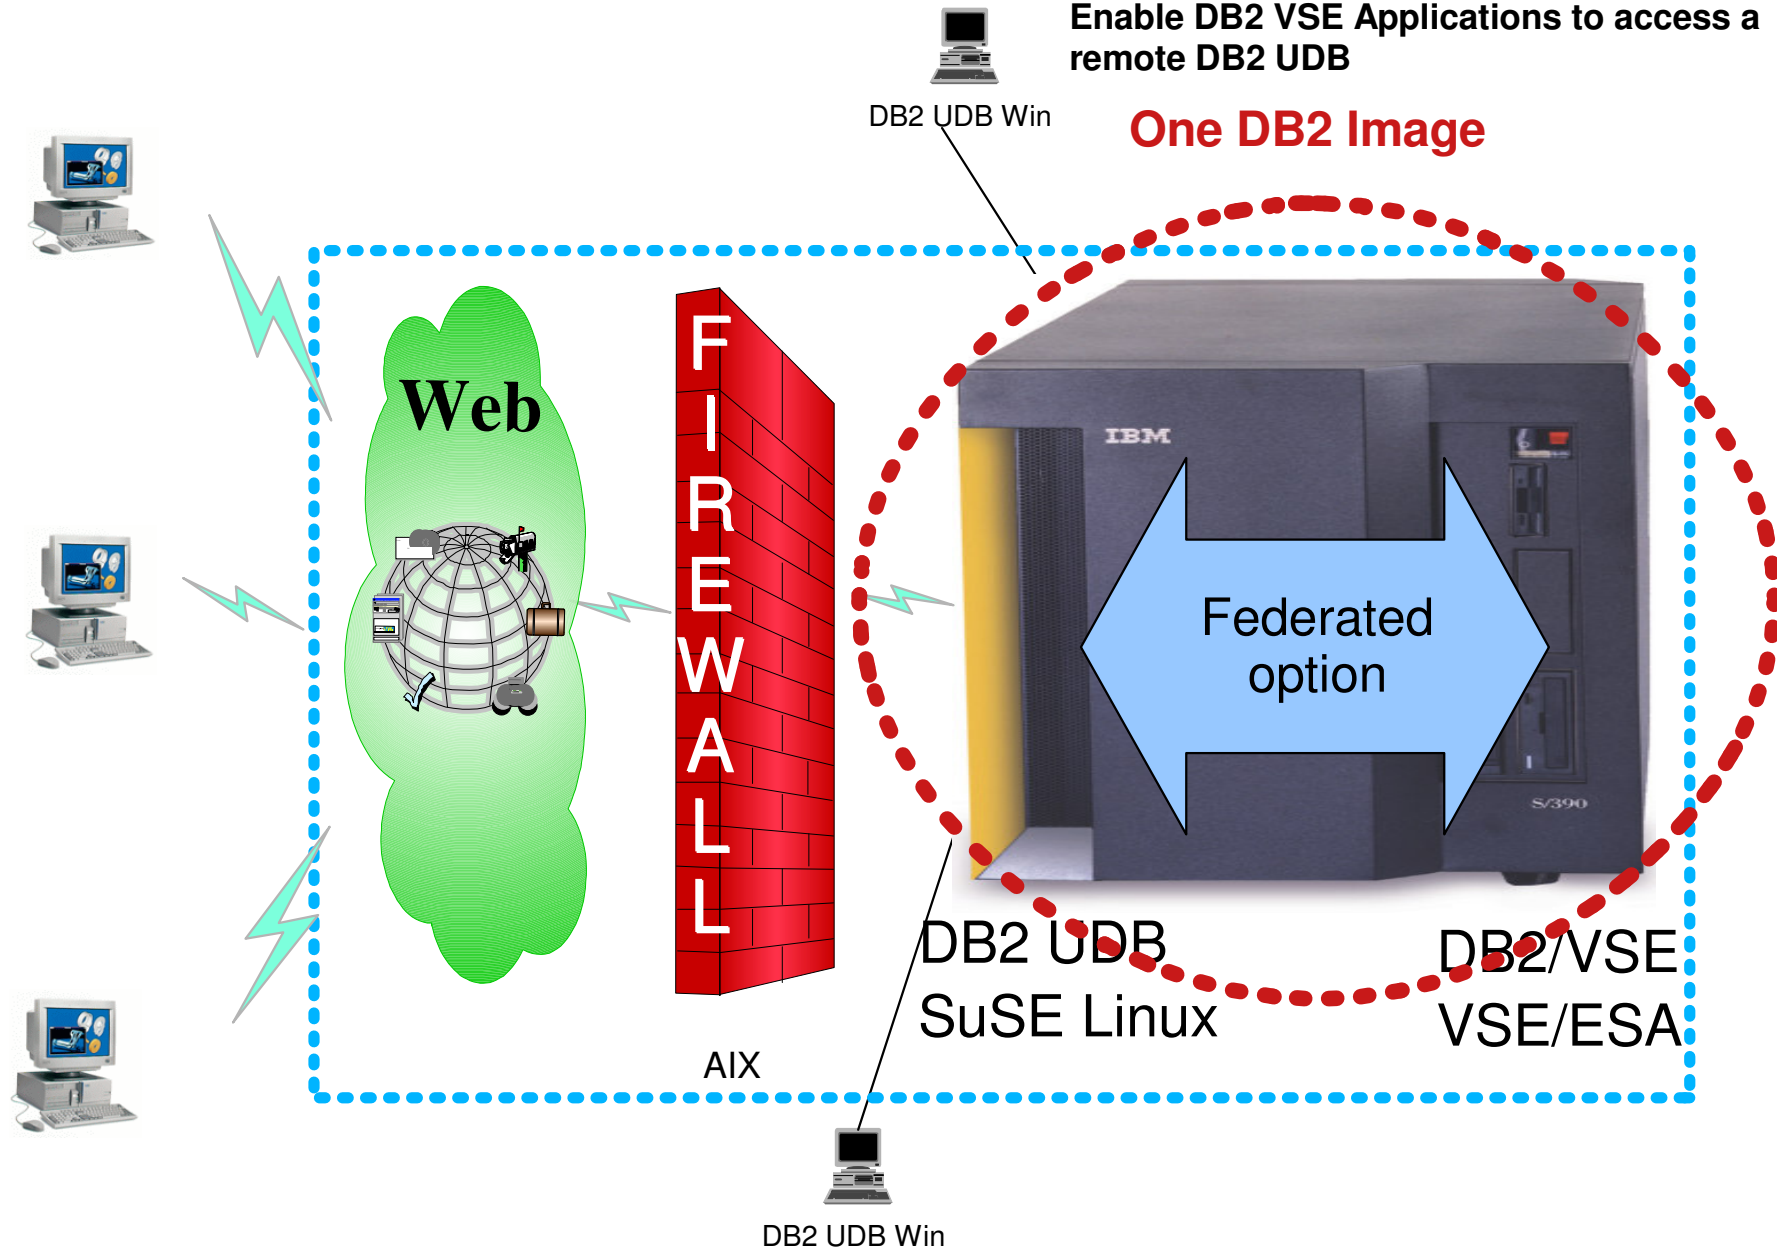 Enable DB2 VSE Applications to access a
remote DB2 UDB
DB2 UDB Win
One DB2 Image
Web
FIREWALL
IBM
Federated
option
S/390
DB2 UDB
SuSE Linux
DB2/VSE
VSE/ESA
AIX
DB2 UDB Win